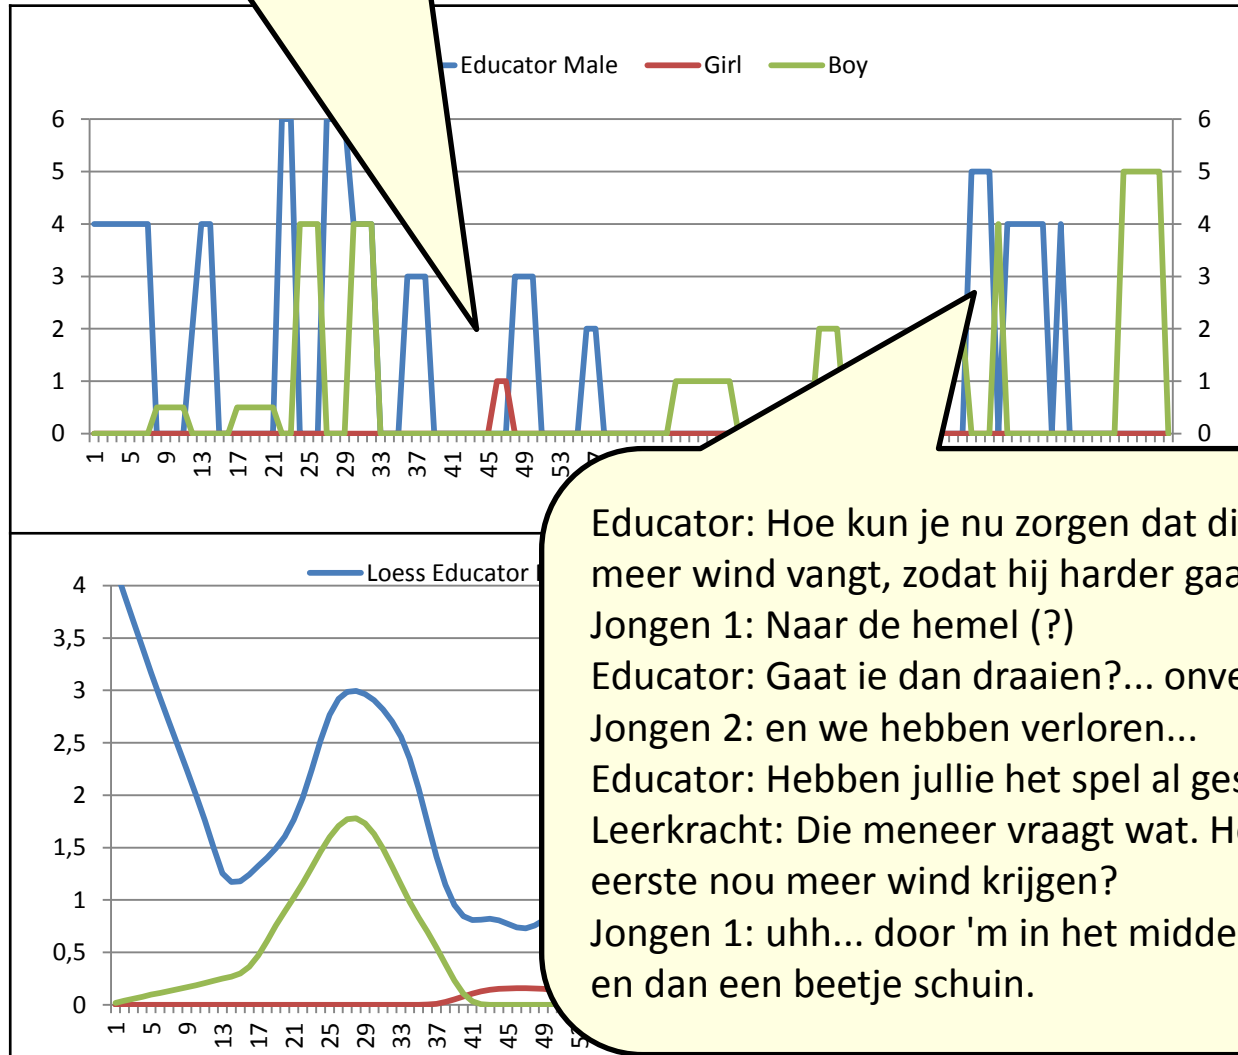 Educator Male Girl Boy
6 6
5 5
4 4
3 3
2 2
1 1
0 0
1 5 9 13 17 21 25 29 33 37 41 45 49 53
Educator: Hoe kun je nu zorgen dat
meer wind vangt, zodat hij harder
Jongen 1: Naar de hemel (?)
Educator: Gaat ie dan draaien?...
Jongen 2: en we hebben verloren...
Educator: Hebben jullie het spel al
Leerkracht: Die meneer vraagt wat.
eerste nou meer wind krijgen?
Jongen 1: uhh... door 'm in het
en dan een beetje schuin.
Loess Educator
4
3,5
3
2,5
2
1,5
1
0,5
0
1 5 9 13 17 21 25 29 33 37 41 45 49